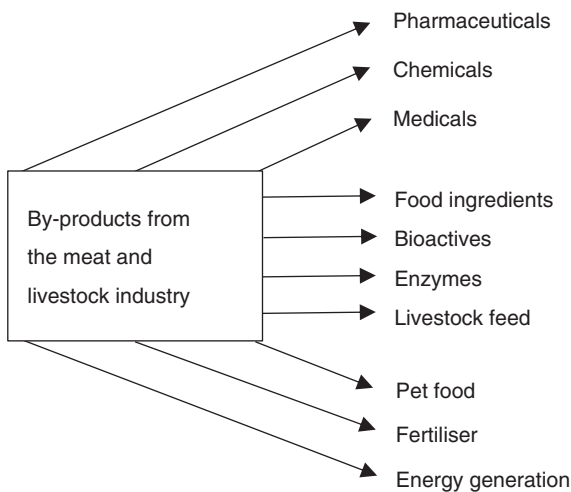 Pharmaceuticals
Chemicals
Medicals
By-products from
the meat and
livestock industry
Food ingredients
Bioactives
Enzymes
Livestock feed
Pet food
Fertiliser
Energy generation